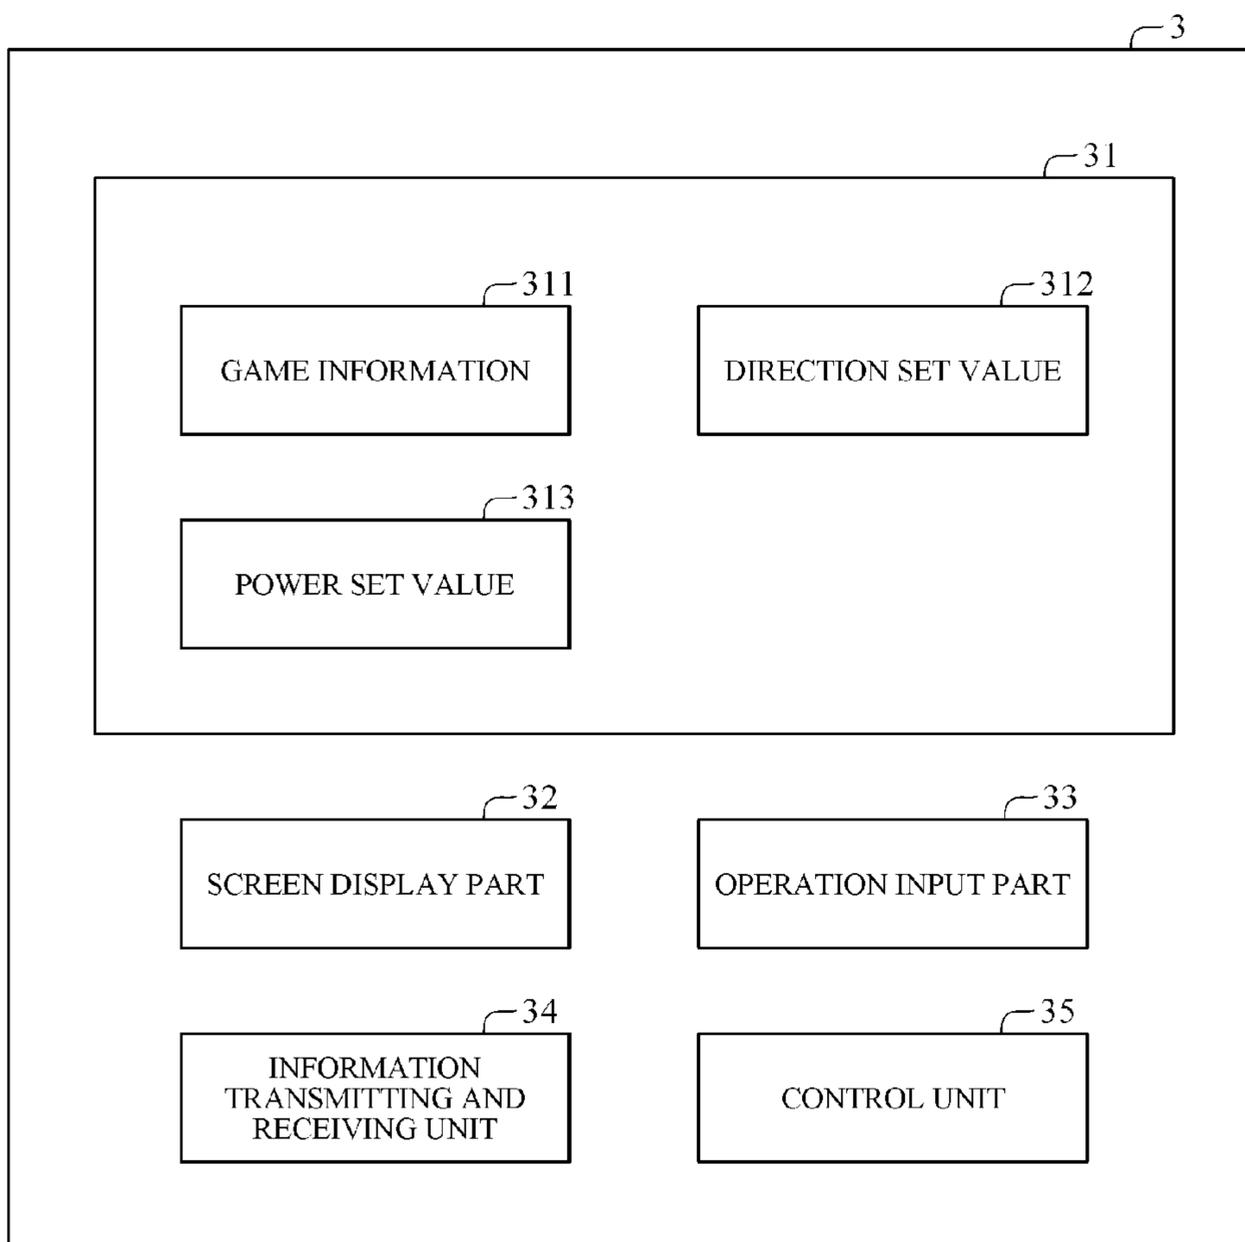 3
31
311
312
GAME INFORMATION
DIRECTION SET VALUE
313
POWER SET VALUE
32
33
SCREEN DISPLAY PART
OPERATION INPUT PART
34
35
INFORMATION
TRANSMITTING AND
RECEIVING UNIT
CONTROL UNIT